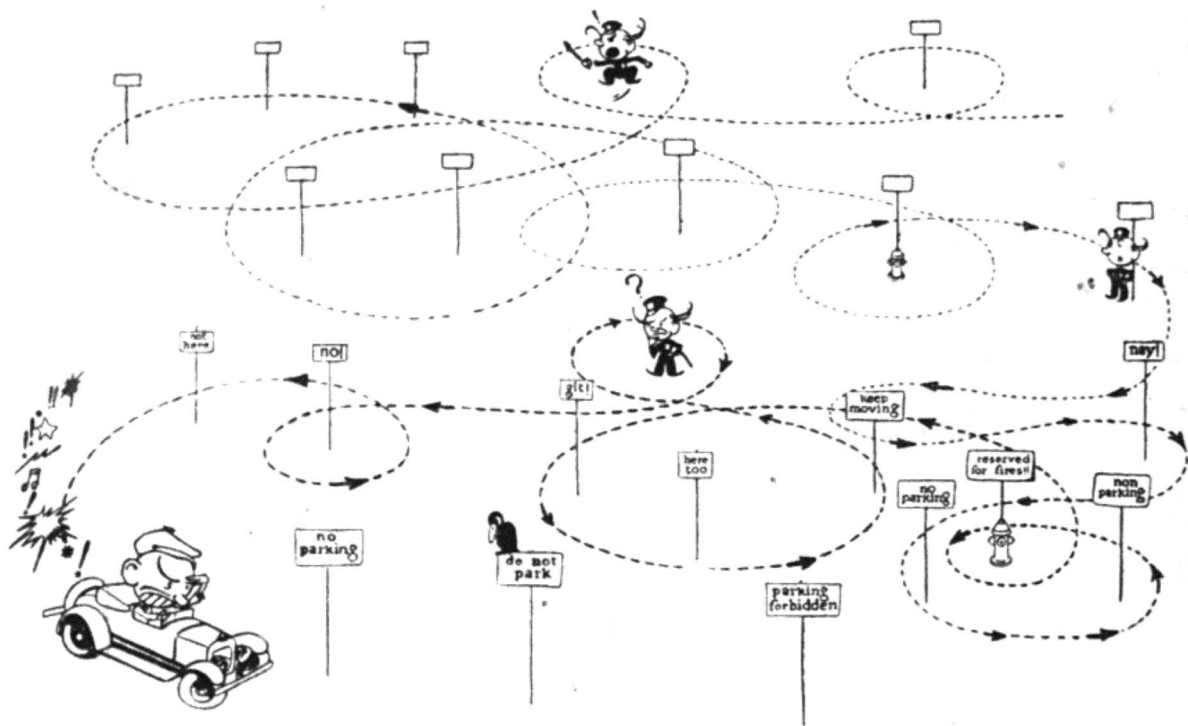 not
here
no!
git!
keep
moving
nay!
here
too
reserved
for fires!!
no
parking
non
parking
no
parking
do not
park
parking
forbidden